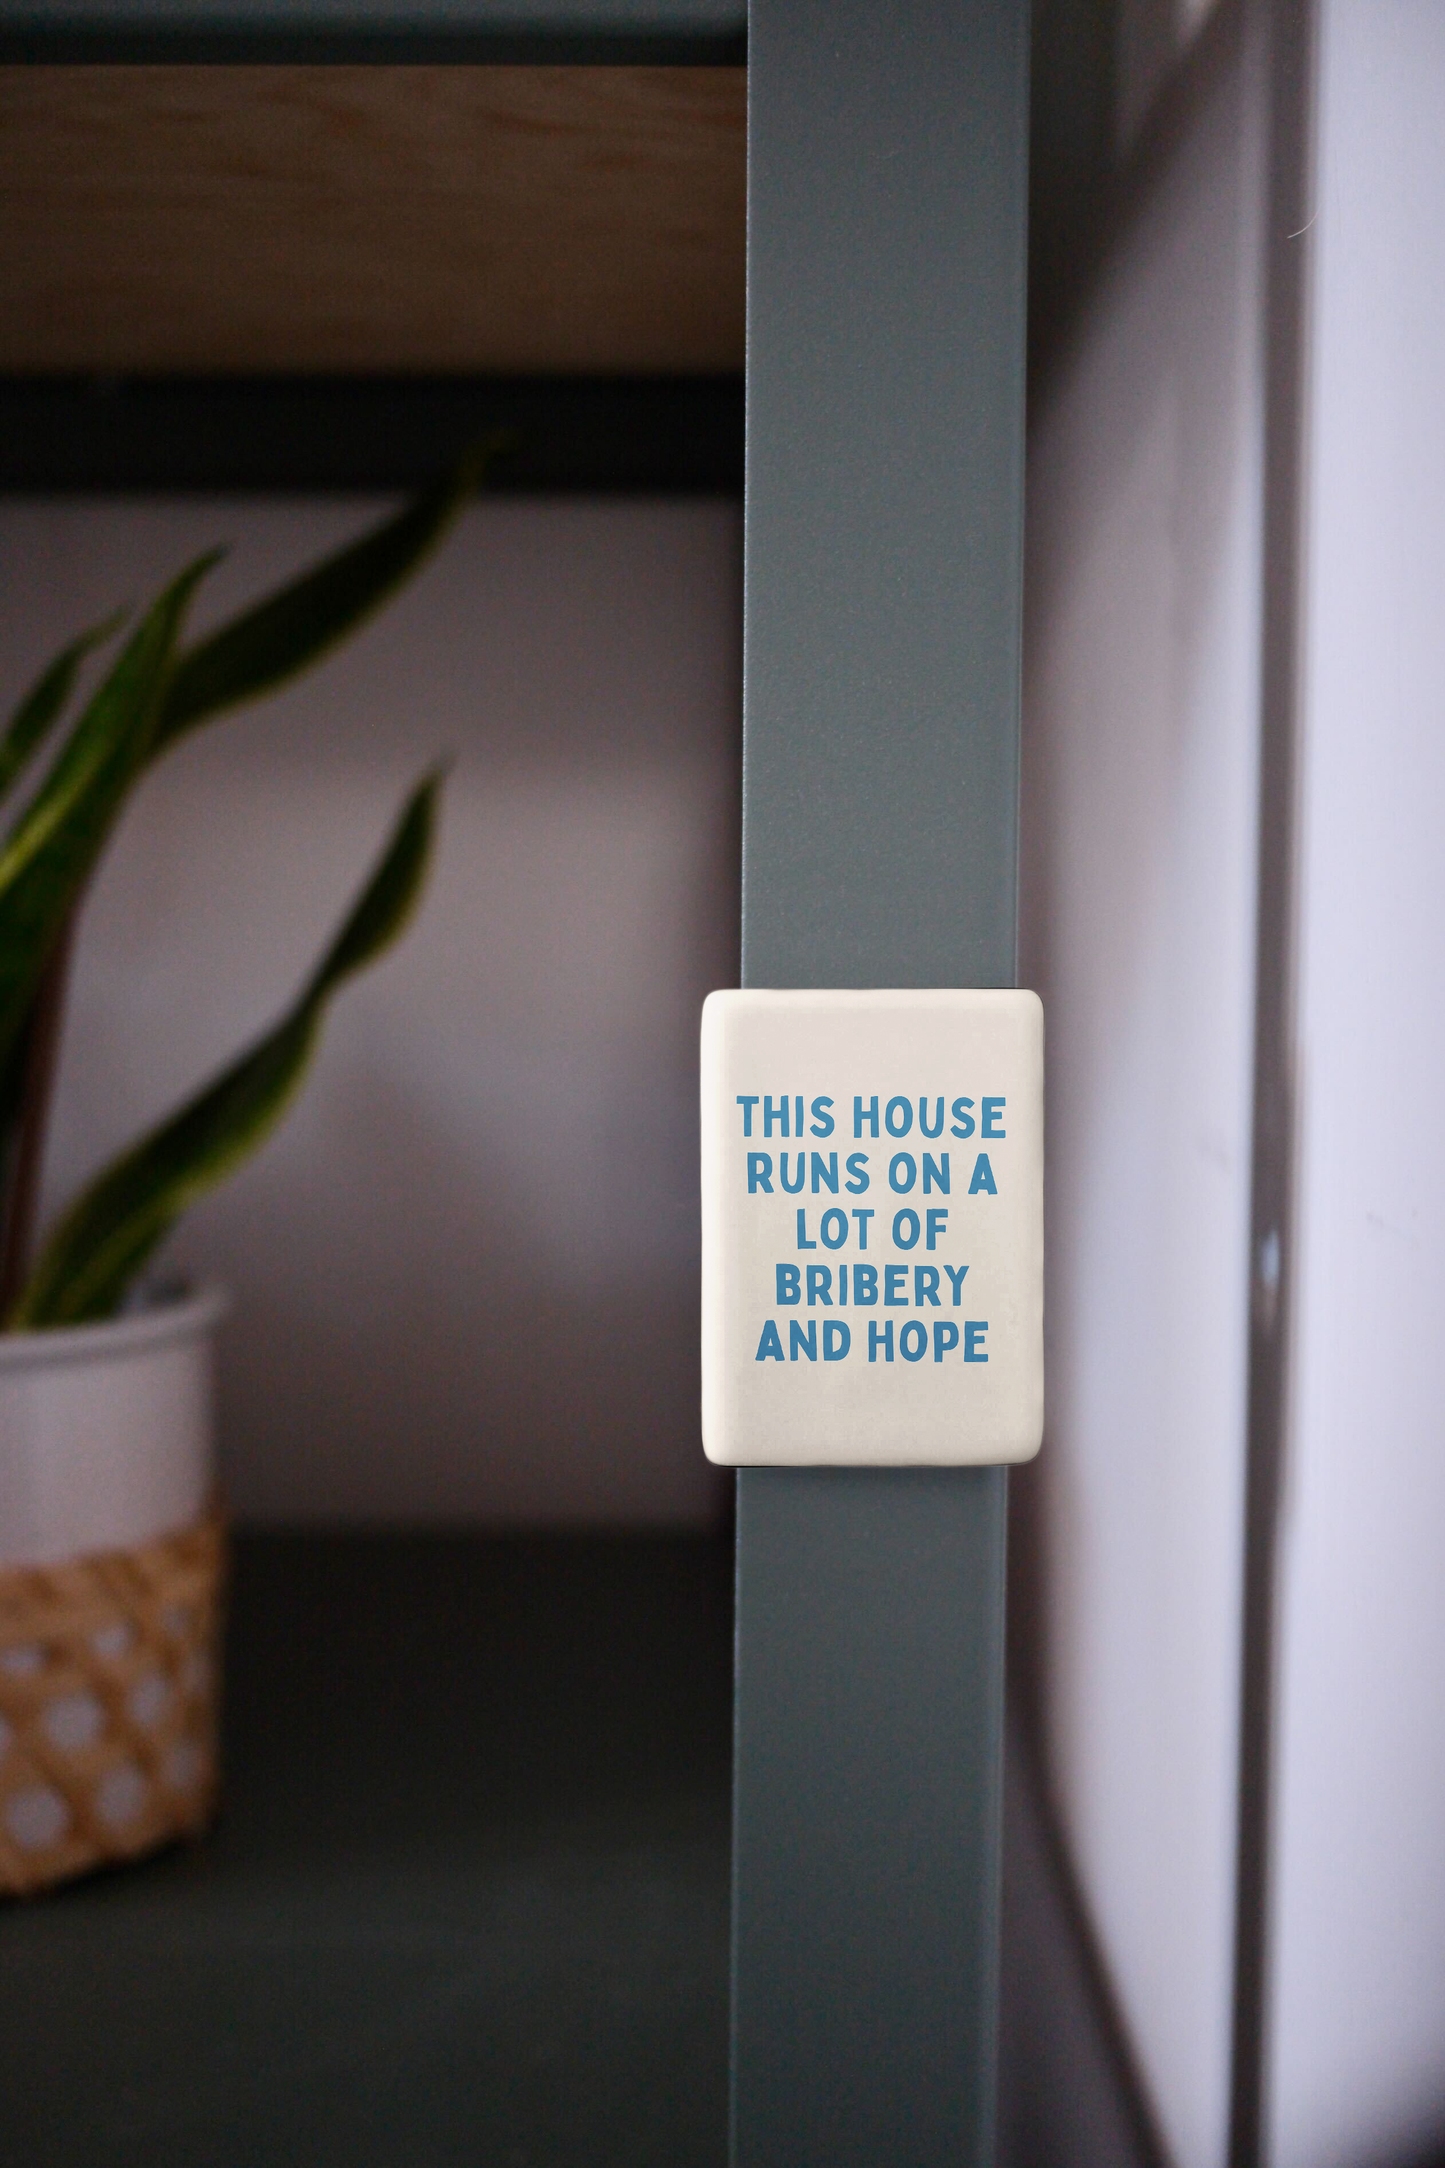 THIS HOUSE
RUNS ON A
LOT OF
BRIBERY
AND HOPE